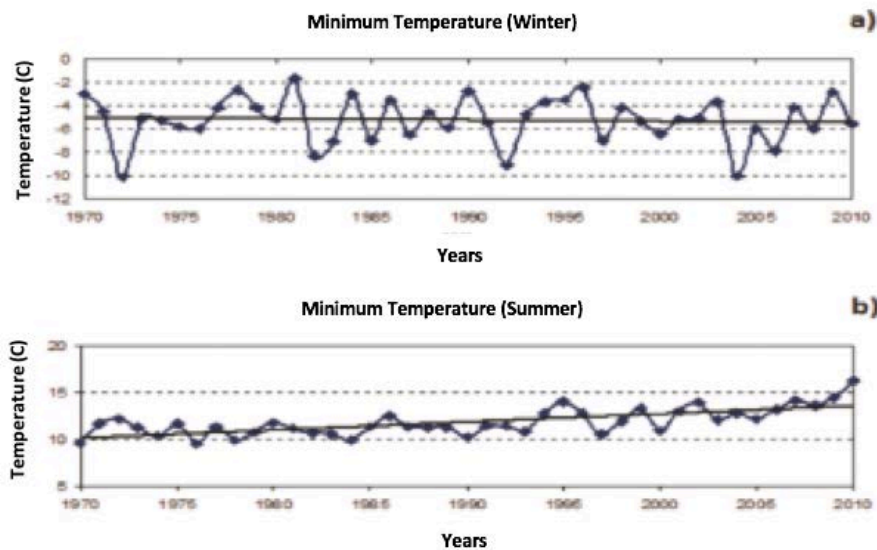 Minimum Temperature (Winter)
a)
Temperature (C)
0
-2
-4
-6
-8
-10
-12
1970 1975 1980 1985 1990 1995 2000 2005 2010
Years
Minimum Temperature (Summer)
b)
Temperature (C)
20
15
10
5
1970 1975 1980 1985 1990 1995 2000 2005 2010
Years